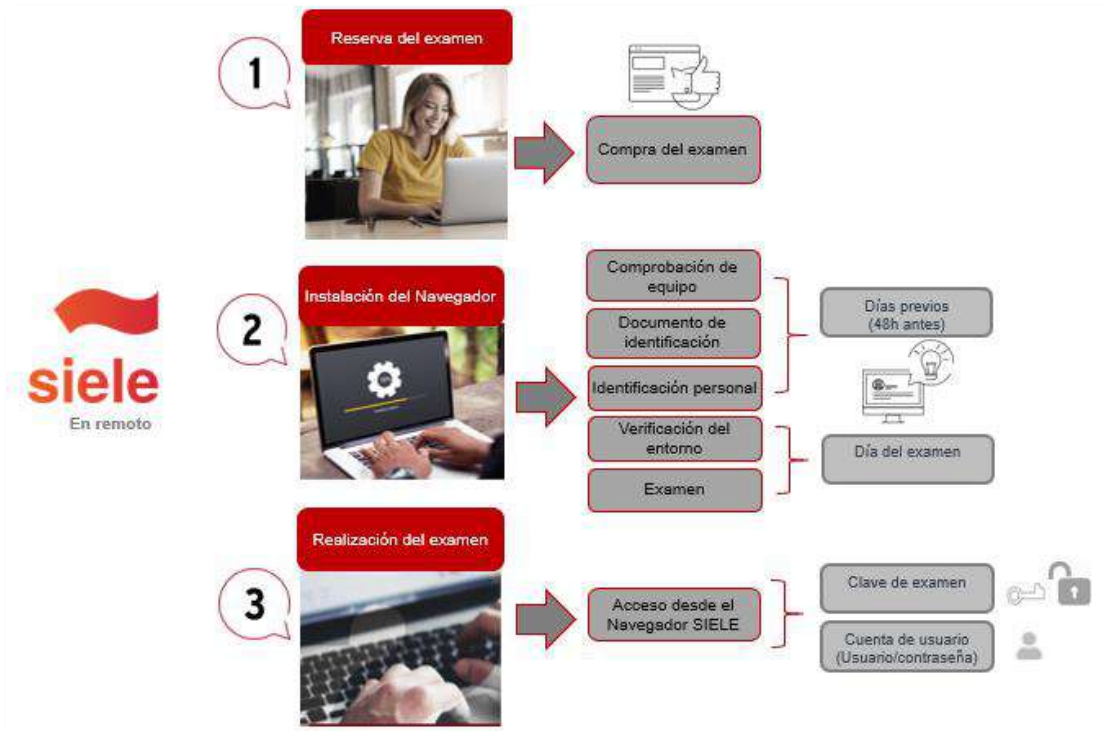 1
Reserva del examen
Compra del examen
siele
En remoto
2
Instalación del Navegador
Comprobación de
equipo
Documento de
identificación
Identificación personal
Verificación del
entorno
Examen
Días previos
(48h antes)
Día del examen
3
Realización del examen
Acceso desde el
Navegador SIELE
Clave de examen
Cuenta de usuario
(Usuario/contraseña)